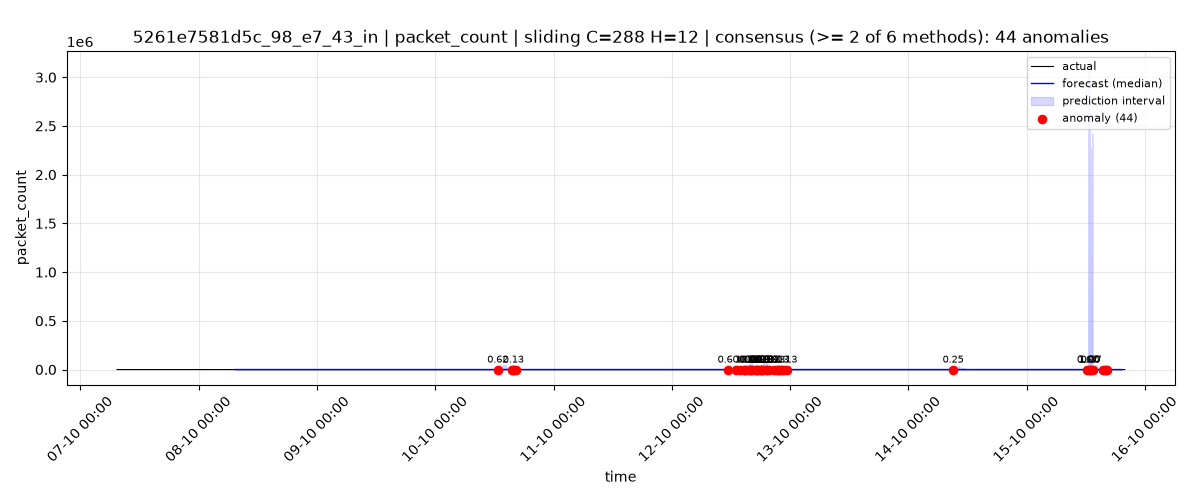 5261e7581d5c_98_e7_43_in | packet_count | sliding C=288 H=12 | consensus (>= 2 of 6 methods): 44 anomalies
1e6
3.0
2.5
2.0
1.5
1.0
0.5
0.0
packet_count
actual
forecast (median)
prediction interval
anomaly (44)
0.13
0.25
07-10 00:00
08-10 00:00
09-10 00:00
10-10 00:00
11-10 00:00
12-10 00:00
13-10 00:00
14-10 00:00
15-10 00:00
16-10 00:00
time